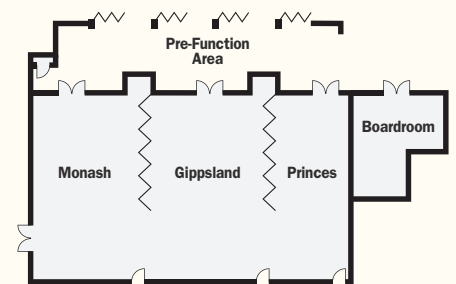 Pre-Function
Area
Boardroom
Monash
Gippsland
Princes